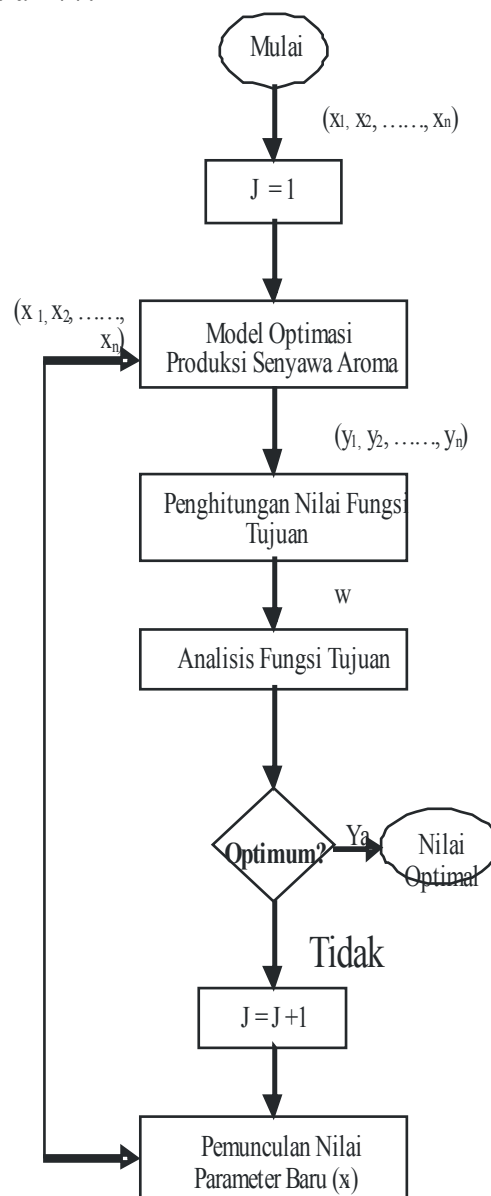 Mulai
(x1, x2, ……, xn)
J = 1
(x 1, x2, ……,
xn)
Model Optimasi
Produksi Senyawa Aroma
(y1, y2, ……, yn)
Penghitungan Nilai Fungsi
Tujuan
w
Analisis Fungsi Tujuan
Optimum?
Ya
Nilai
Optimal
Tidak
J = J +1
Pemunculan Nilai
Parameter Baru (xi)